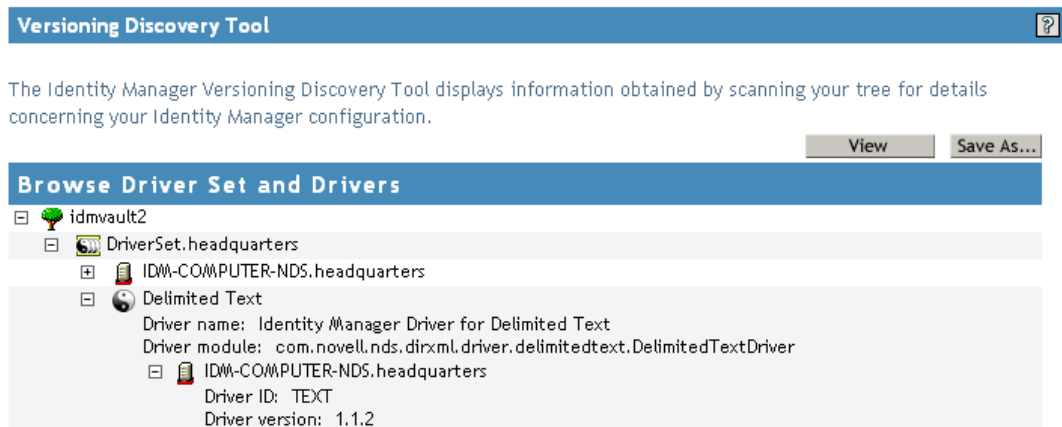 Versioning Discovery Tool
?
The Identity Manager Versioning Discovery Tool displays information obtained by scanning your tree for details
concerning your Identity Manager configuration.
View Save As...
Browse Driver Set and Drivers
idmvault2
DriverSet.headquarters
IDM-COMPUTER-NDS.headquarters
Delimited Text
Driver name: Identity Manager Driver for Delimited Text
Driver module: com.novell.nds.dirxml.driver.delimitedtext.DelimitedTextDriver
IDM-COMPUTER-NDS.headquarters
Driver ID: TEXT
Driver version: 1.1.2